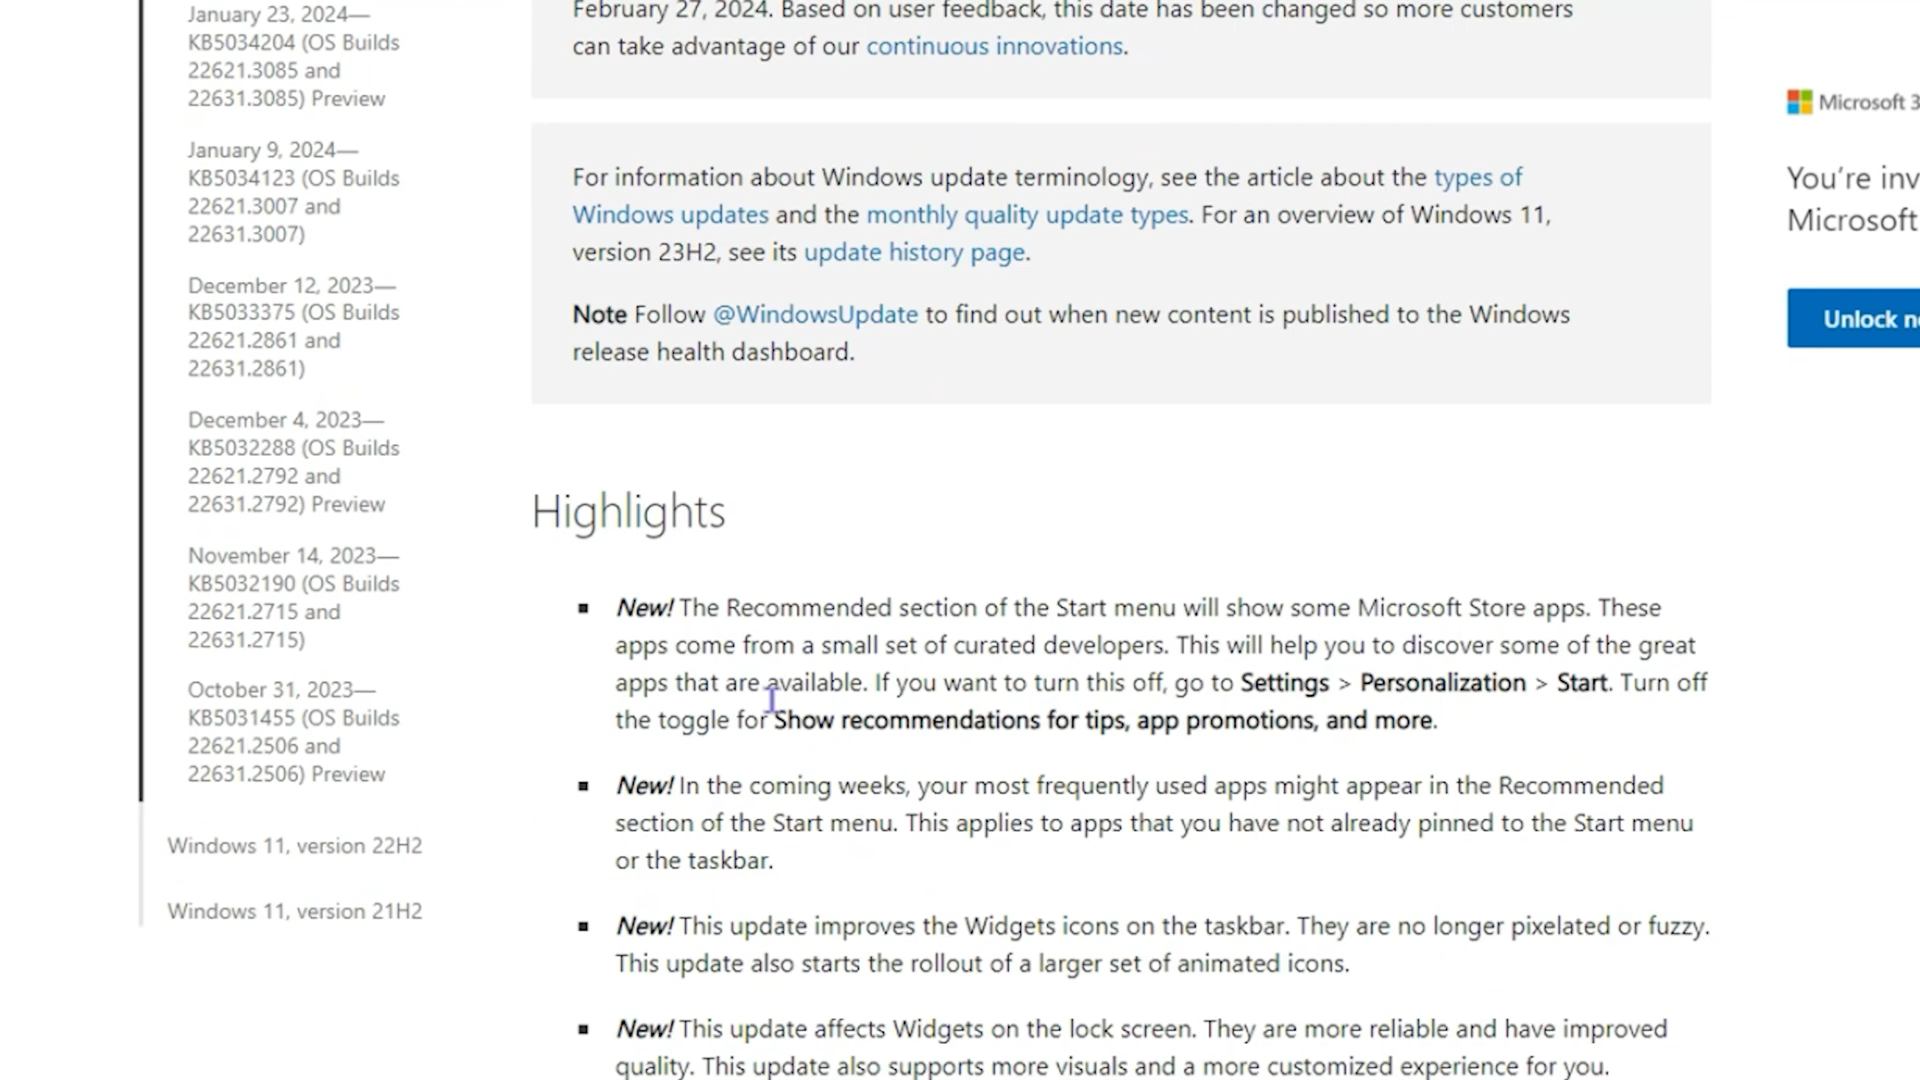 January 23, 2024—
KB5034204 (OS Builds
22621.3085 and
22631.3085) Preview
January 9, 2024—
KB5034123 (OS Builds
22621.3007 and
22631.3007)
December 12, 2023—
KB5033375 (OS Builds
22621.2861 and
22631.2861)
December 4, 2023—
KB5032288 (OS Builds
22621.2792 and
22631.2792) Preview
November 14, 2023—
KB5032190 (OS Builds
22621.2715 and
22631.2715)
October 31, 2023—
KB5031455 (OS Builds
22621.2506 and
22631.2506) Preview
Windows 11, version 22H2
Windows 11, version 21H2
February 27, 2024. Based on user feedback, this date has been changed so more customers
can take advantage of our continuous innovations.
For information about Windows update terminology, see the article about the types of
Windows updates and the monthly quality update types. For an overview of Windows 11,
version 23H2, see its update history page.
Note Follow @WindowsUpdate to find out when new content is published to the Windows
release health dashboard.
Highlights
New! The Recommended section of the Start menu will show some Microsoft Store apps. These
apps come from a small set of curated developers. This will help you to discover some of the great
apps that are available. If you want to turn this off, go to Settings > Personalization > Start. Turn off
the toggle for Show recommendations for tips, app promotions, and more.
New! In the coming weeks, your most frequently used apps might appear in the Recommended
section of the Start menu. This applies to apps that you have not already pinned to the Start menu
or the taskbar.
New! This update improves the Widgets icons on the taskbar. They are no longer pixelated or fuzzy.
This update also starts the rollout of a larger set of animated icons.
New! This update affects Widgets on the lock screen. They are more reliable and have improved
quality. This update also supports more visuals and a more customized experience for you.
Microsoft 3
You're inv
Microsoft
Unlock n